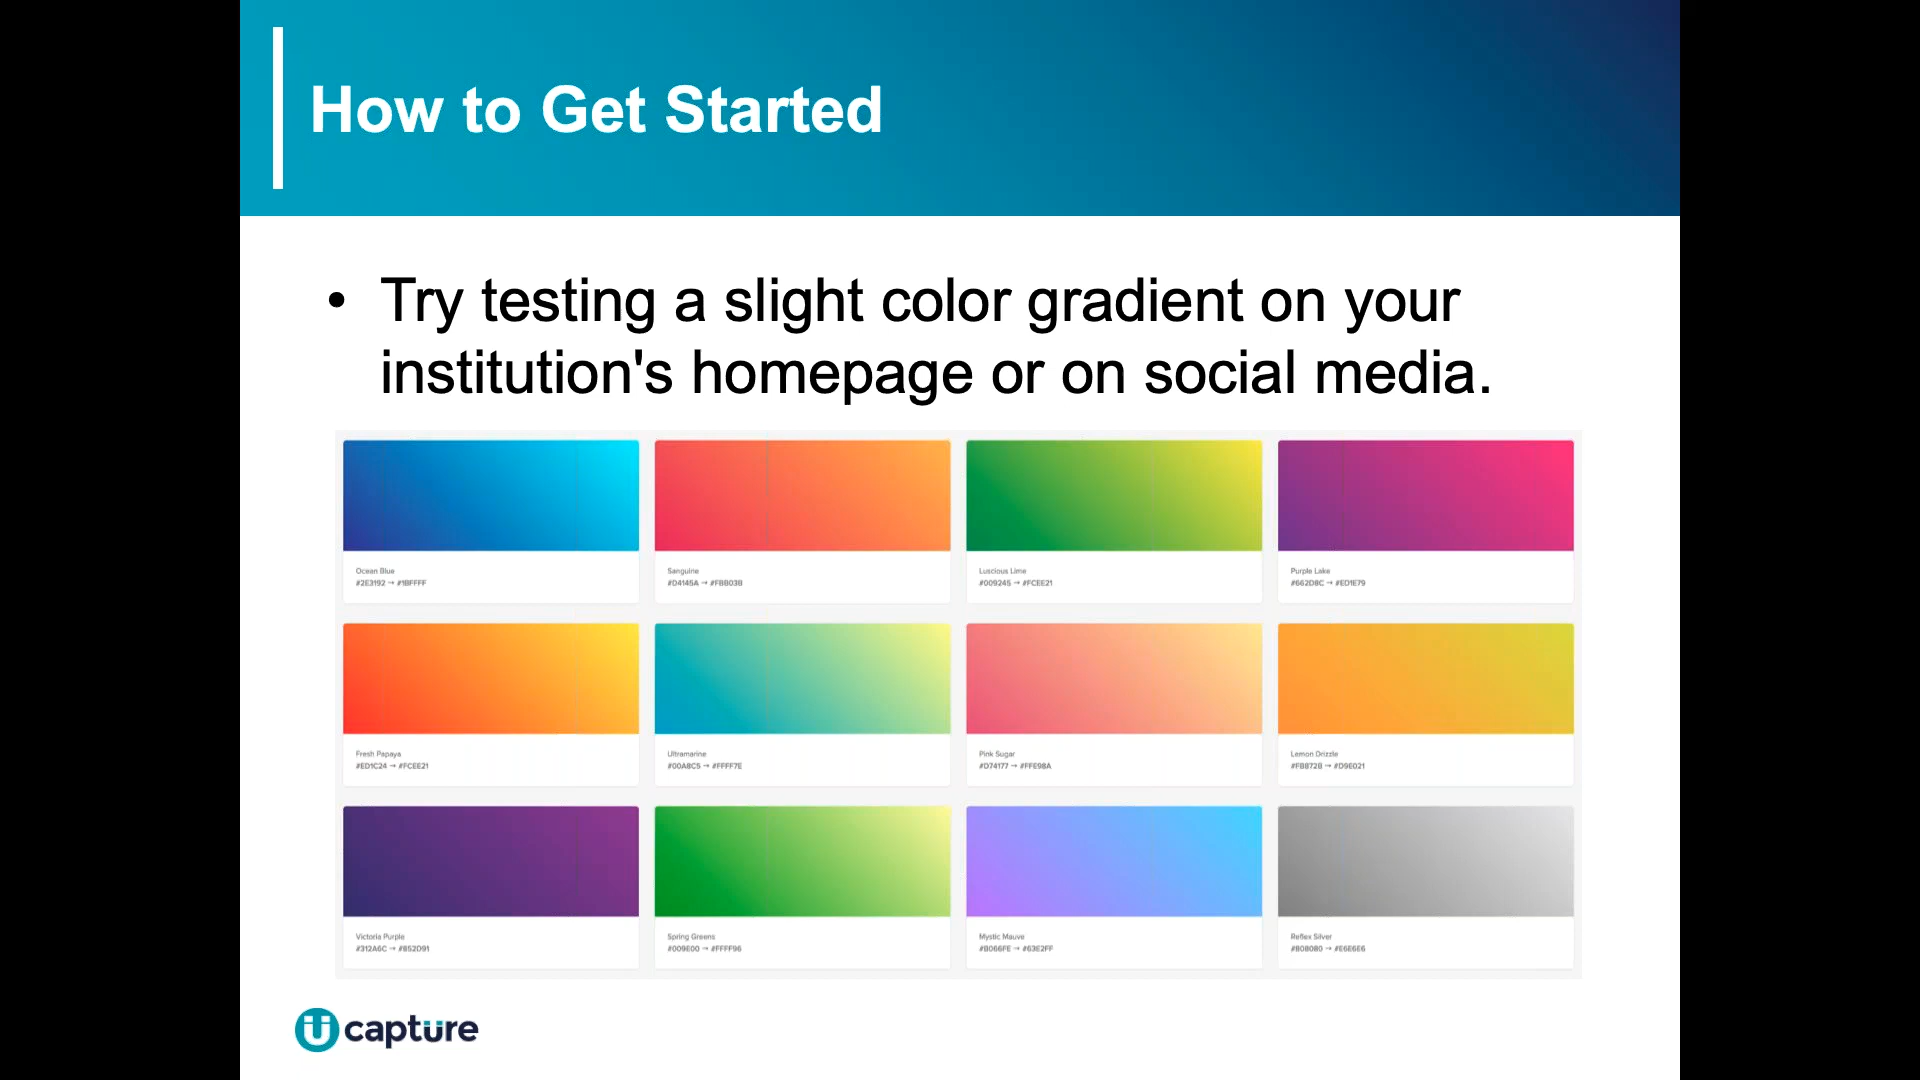 How to Get Started
• Try testing a slight color gradient on your
institution's homepage or on social media.
Ocean Blue
#2E3192 → #1BFFFF
Sanguine
#D4145A → #FBB03B
Luscious Lime
#009245 → #FCEE21
Purple Lake
#662D8C → #ED1E79
Fresh Papaya
#ED1C24 → #FCEE21
Ultramarine
#00A8C5 → #FFFF7E
Pink Sugar
#D74177 → #FFE98A
Lemon Drizzle
#FB872B → #D9E021
Victoria Purple
#312A6C → #852D91
Spring Greens
#009E00 → #FFFF96
Mystic Mauve
#B066FE → #63E2FF
Reflex Silver
#808080 → #E6E6E6
capture